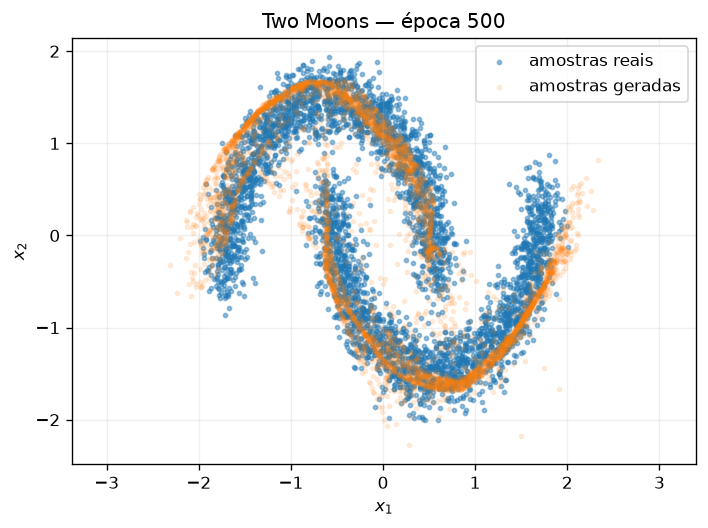 Two Moons — época 500
amostras reais
amostras geradas
2
1
0
−1
−2
x₂
−3
−2
−1
0
1
2
3
x₁